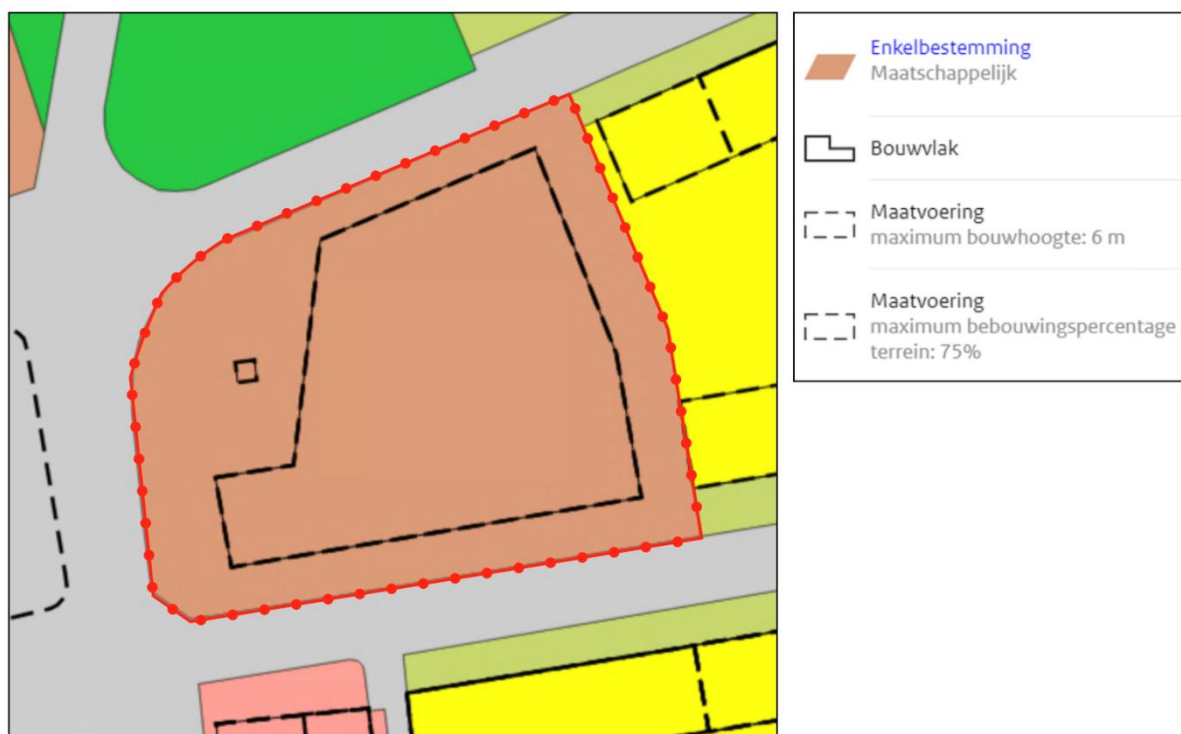 Enkelbestemming
Maatschappelijk
Bouwvlak
Maatvoering
maximum bouwhoogte: 6 m
Maatvoering
maximum bebouwingspercentage
terrein: 75%